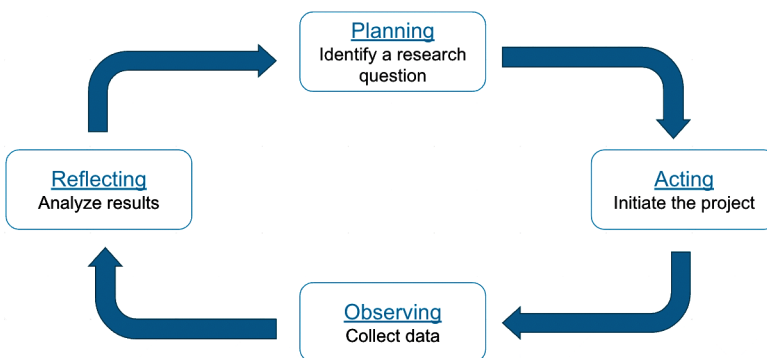 Planning
Identify a research
question
Acting
Initiate the project
Observing
Collect data
Reflecting
Analyze results